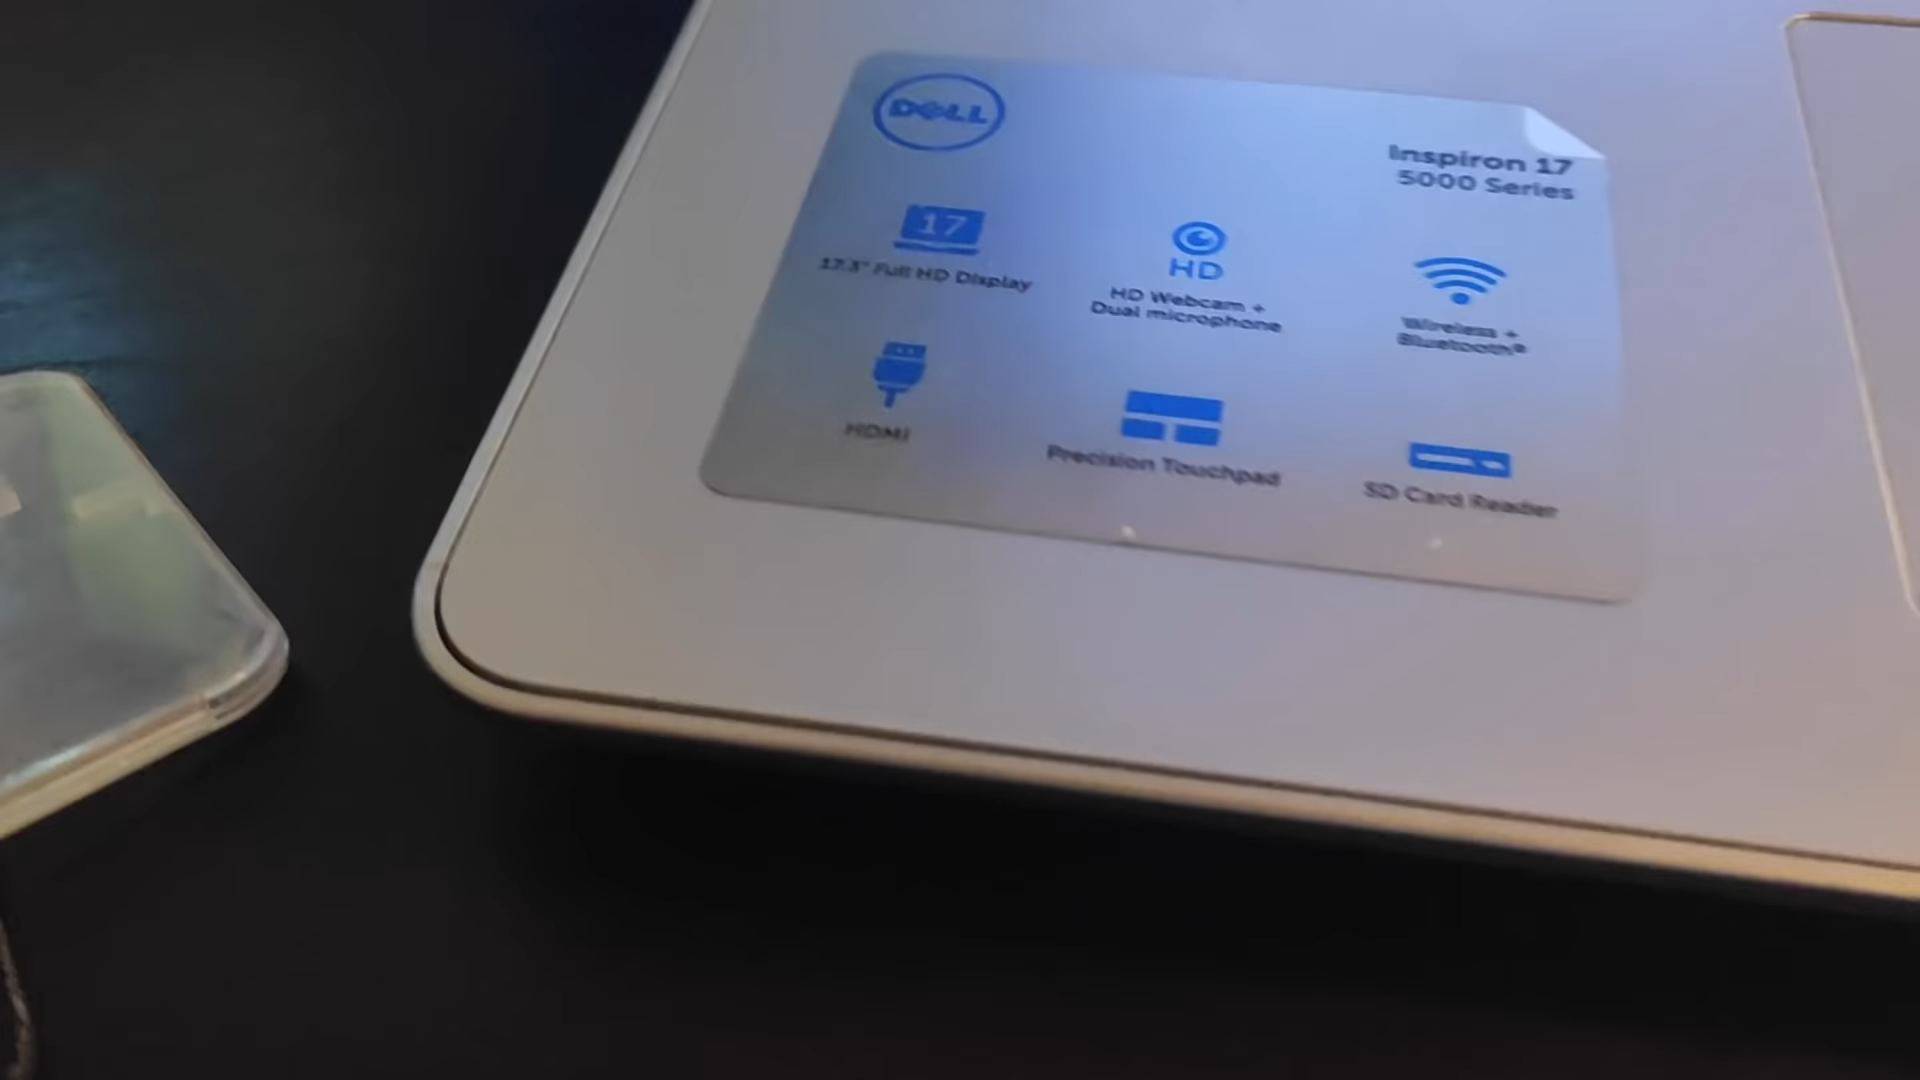 DELL
Inspiron 17
5000 Series
17
17.3" Full HD Display
HD
HD Webcam +
Dual microphone
Wireless +
Bluetooth®
HDMI
Precision Touchpad
SD Card Reader